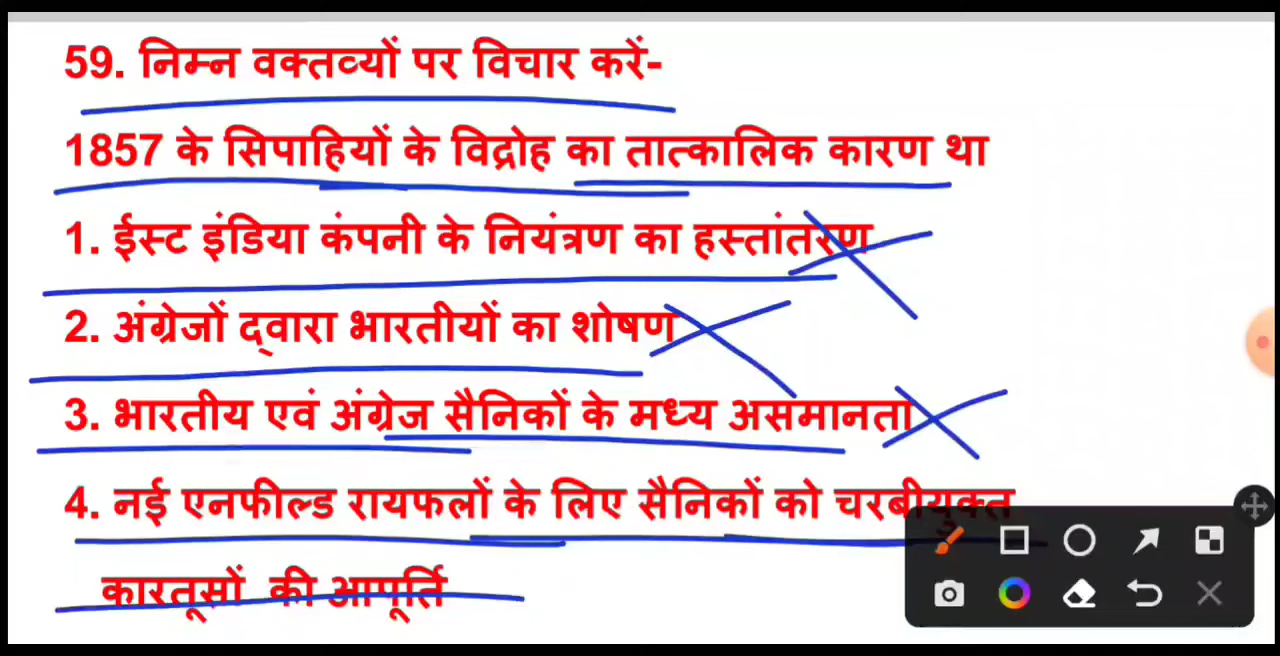 59. निम्न वक्तव्यों पर विचार करें-
1857 के सिपाहियों के विद्रोह का तात्कालिक कारण था
1. ईस्ट इंडिया कंपनी के नियंत्रण का हस्तांतरण
2. अंग्रेजों द्वारा भारतीयों का शोषण
3. भारतीय एवं अंग्रेज सैनिकों के मध्य असमानता
4. नई एनफील्ड रायफलों के लिए सैनिकों को चरबीयुक्त
कारतूसों की आपूर्ति